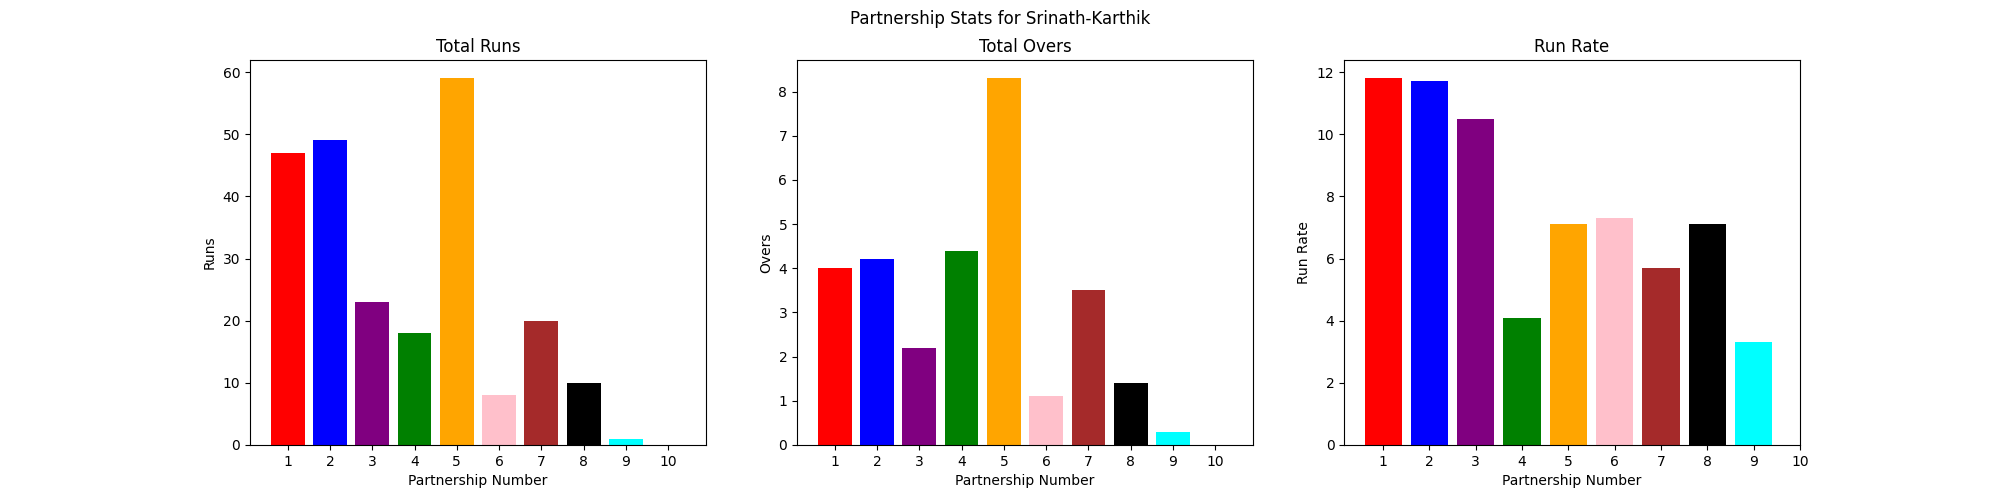 Partnership Stats for Srinath-Karthik
Total Runs
60
50
40
30
20
10
0
Runs
1 2 3 4 5 6 7 8 9 10
Partnership Number
Total Overs
8
7
6
5
4
3
2
1
0
Overs
1 2 3 4 5 6 7 8 9 10
Partnership Number
Run Rate
12
10
8
6
4
2
0
Run Rate
1 2 3 4 5 6 7 8 9 10
Partnership Number